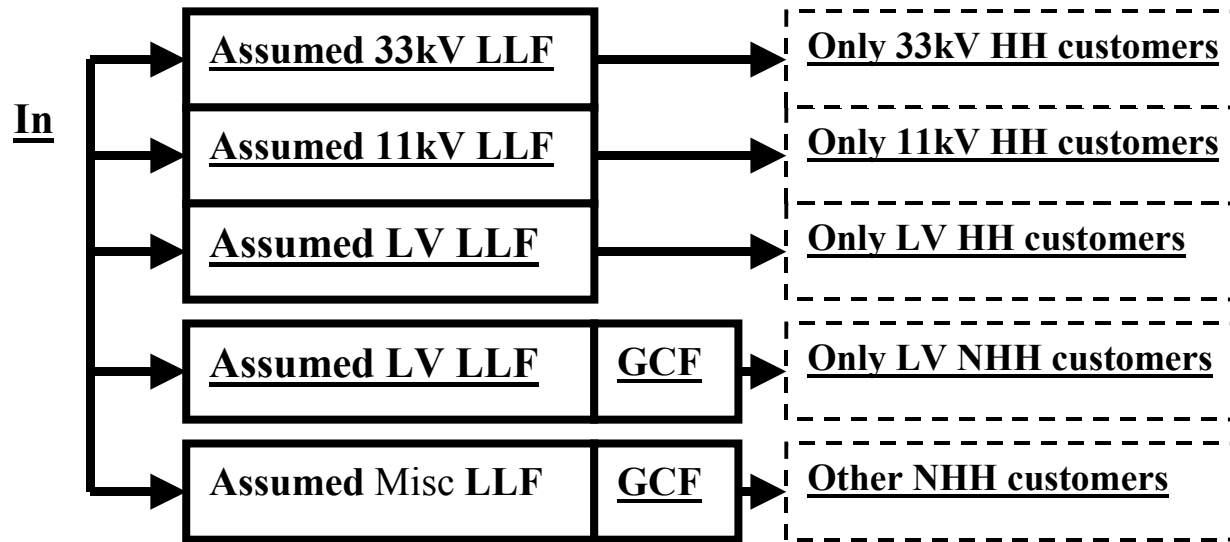 In
Assumed 33kV LLF
Only 33kV HH customers
Assumed 11kV LLF
Only 11kV HH customers
Assumed LV LLF
Only LV HH customers
Assumed LV LLF
GCF
Only LV NHH customers
Assumed Misc LLF
GCF
Other NHH customers